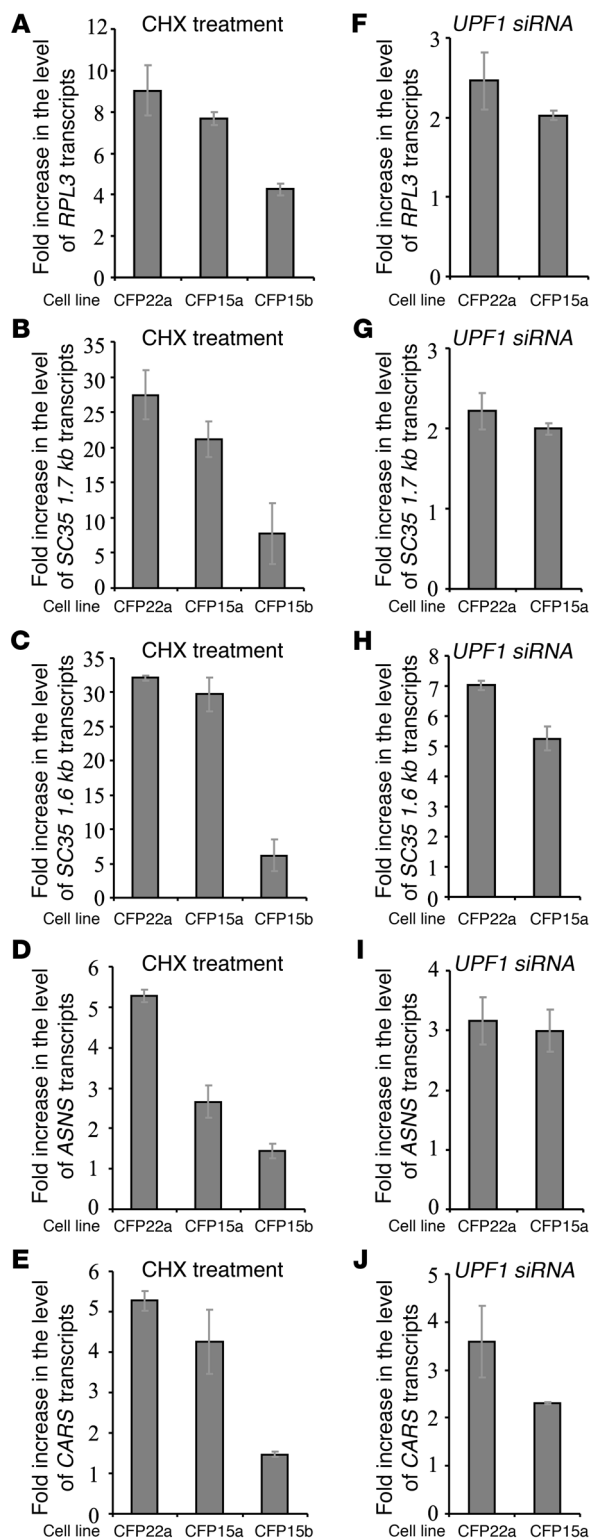 A
CHX treatment
Fold increase in the level
of RPL3 transcripts
12
10
8
6
4
2
0
Cell line CFP22a CFP15a CFP15b
F
UPF1 siRNA
Fold increase in the level
of RPL3 transcripts
3
2
1
0
Cell line CFP22a CFP15a
B
CHX treatment
Fold increase in the level
of SC35 1.7 kb transcripts
35
30
25
20
15
10
5
0
Cell line CFP22a CFP15a CFP15b
G
UPF1 siRNA
Fold increase in the level
of SC35 1.7 kb transcripts
3
2
1
0
Cell line CFP22a CFP15a
C
CHX treatment
Fold increase in the level
of SC35 1.6 kb transcripts
35
30
25
20
15
10
5
0
Cell line CFP22a CFP15a CFP15b
H
UPF1 siRNA
Fold increase in the level
of SC35 1.6 kb transcripts
8
7
6
5
4
3
2
1
0
Cell line CFP22a CFP15a
D
CHX treatment
Fold increase in the level
of ASNS transcripts
6
5
4
3
2
1
0
Cell line CFP22a CFP15a CFP15b
I
UPF1 siRNA
Fold increase in the level
of ASNS transcripts
4
3
2
1
0
Cell line CFP22a CFP15a
E
CHX treatment
Fold increase in the level
of CARS transcripts
6
5
4
3
2
1
0
Cell line CFP22a CFP15a CFP15b
J
UPF1 siRNA
Fold increase in the level
of CARS transcripts
5
4
3
2
1
0
Cell line CFP22a CFP15a